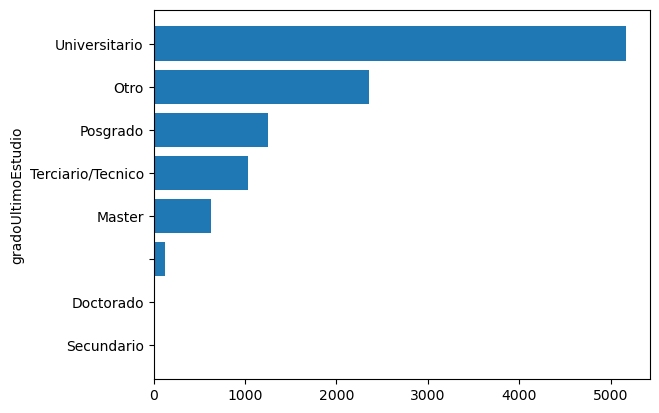 Universitario
Otro
Posgrado
Terciario/Tecnico
Master
Doctorado
Secundario
gradoUltimoEstudio
0 1000 2000 3000 4000 5000